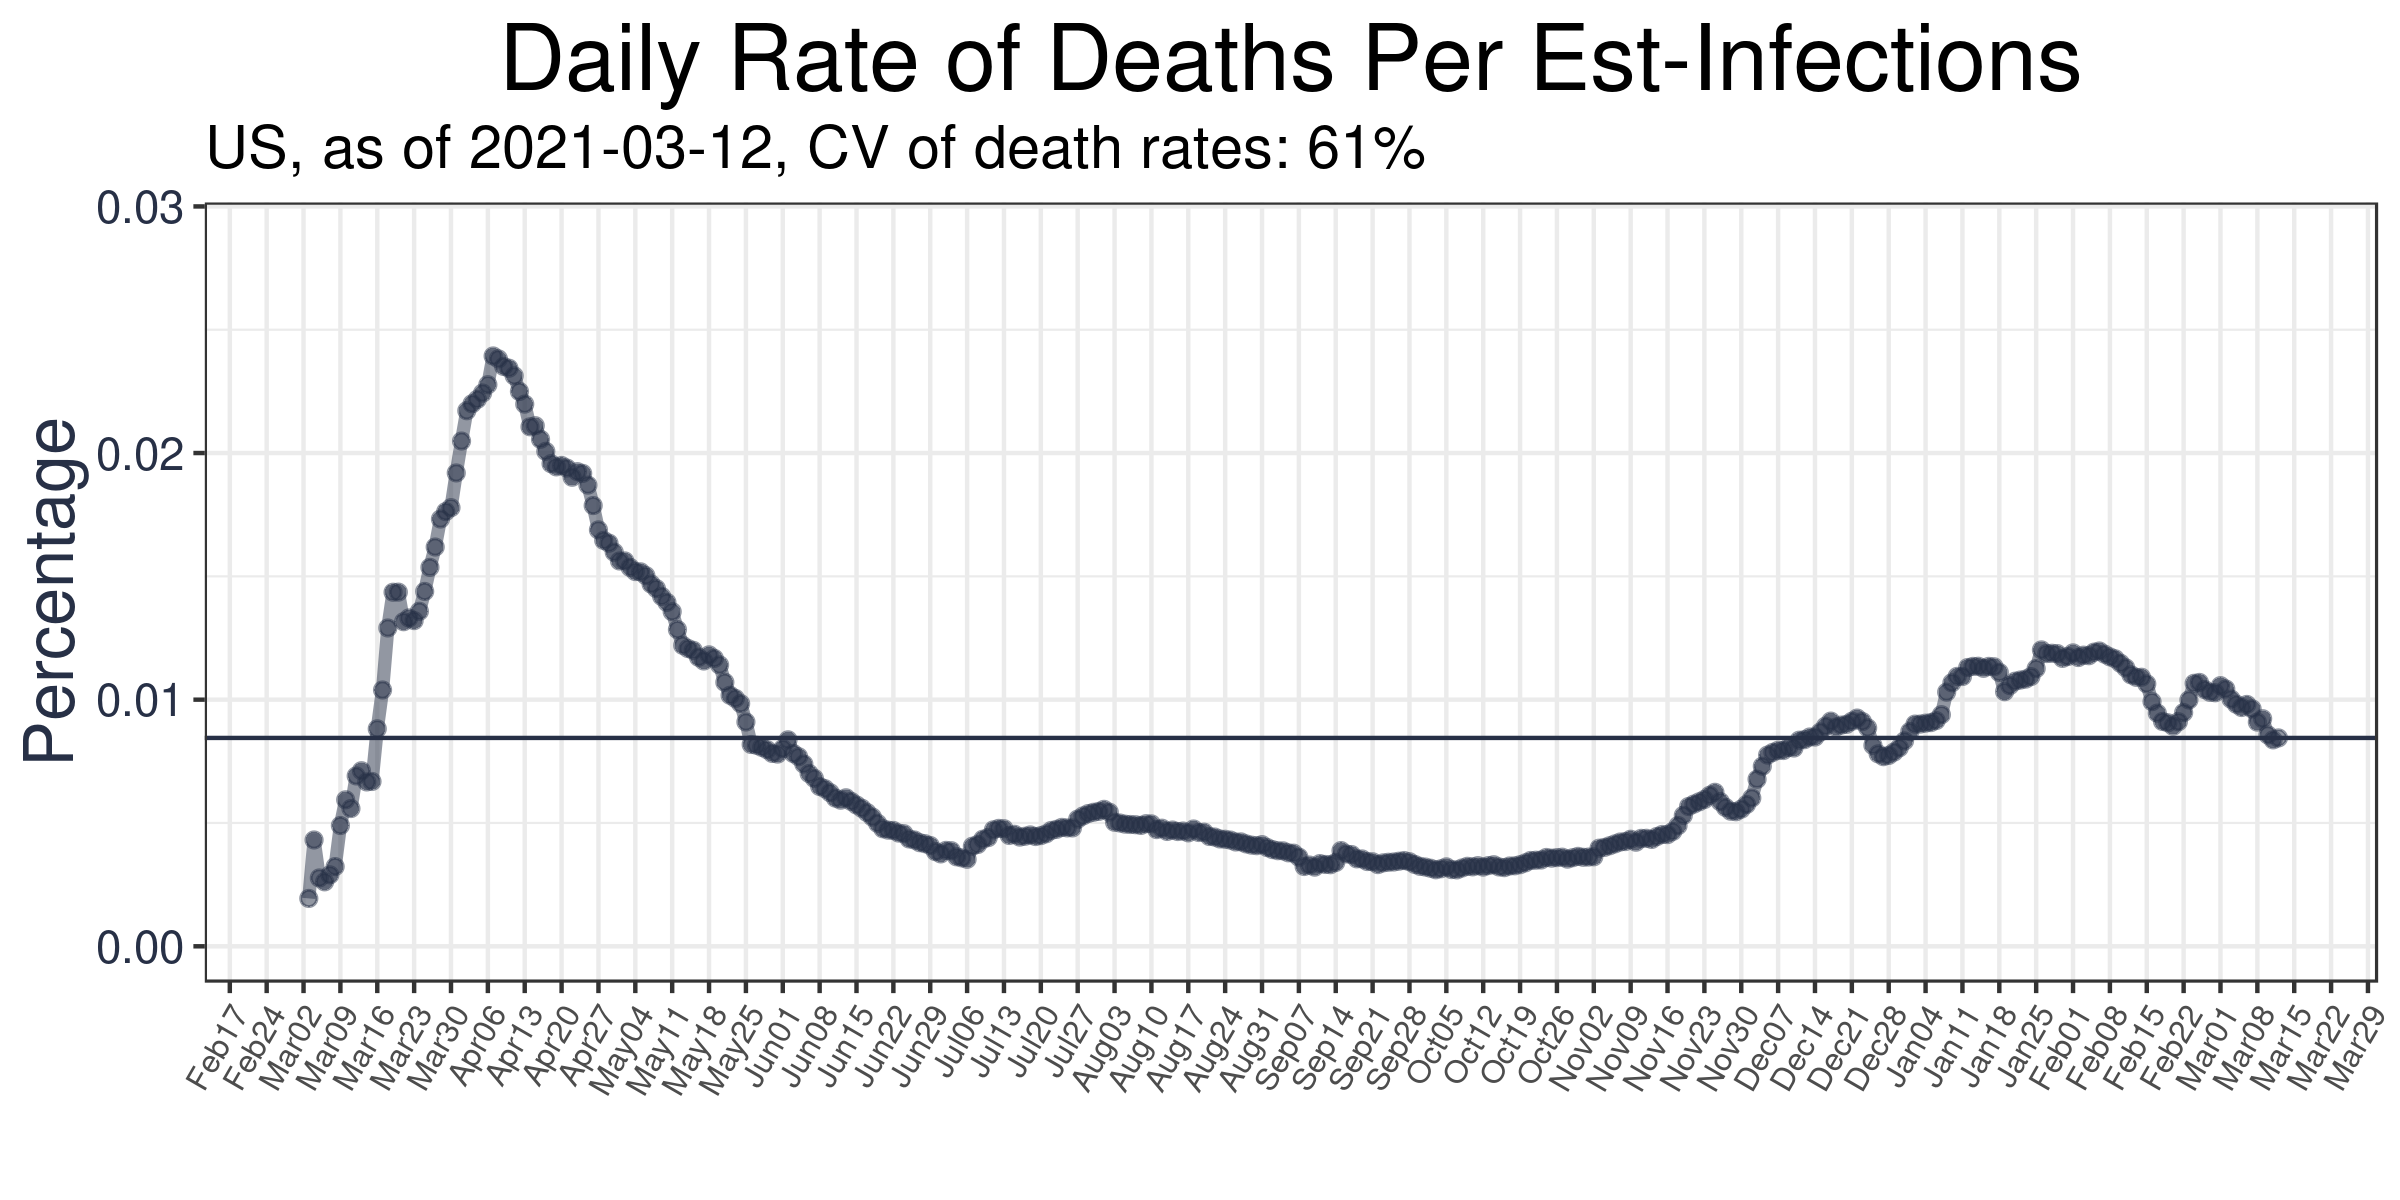 Daily Rate of Deaths Per Est-Infections
US, as of 2021-03-12, CV of death rates: 61%
Percentage
0.03
0.02
0.01
0.00
Feb17
Feb24
Mar02
Mar09
Mar16
Mar23
Mar30
Apr06
Apr13
Apr20
Apr27
May04
May11
May18
May25
Jun01
Jun08
Jun15
Jun22
Jun29
Jul06
Jul13
Jul20
Jul27
Aug03
Aug10
Aug17
Aug24
Aug31
Sep07
Sep14
Sep21
Sep28
Oct05
Oct12
Oct19
Oct26
Nov02
Nov09
Nov16
Nov23
Nov30
Dec07
Dec14
Dec21
Dec28
Jan04
Jan11
Jan18
Jan25
Feb01
Feb08
Feb15
Feb22
Mar01
Mar08
Mar15
Mar22
Mar29